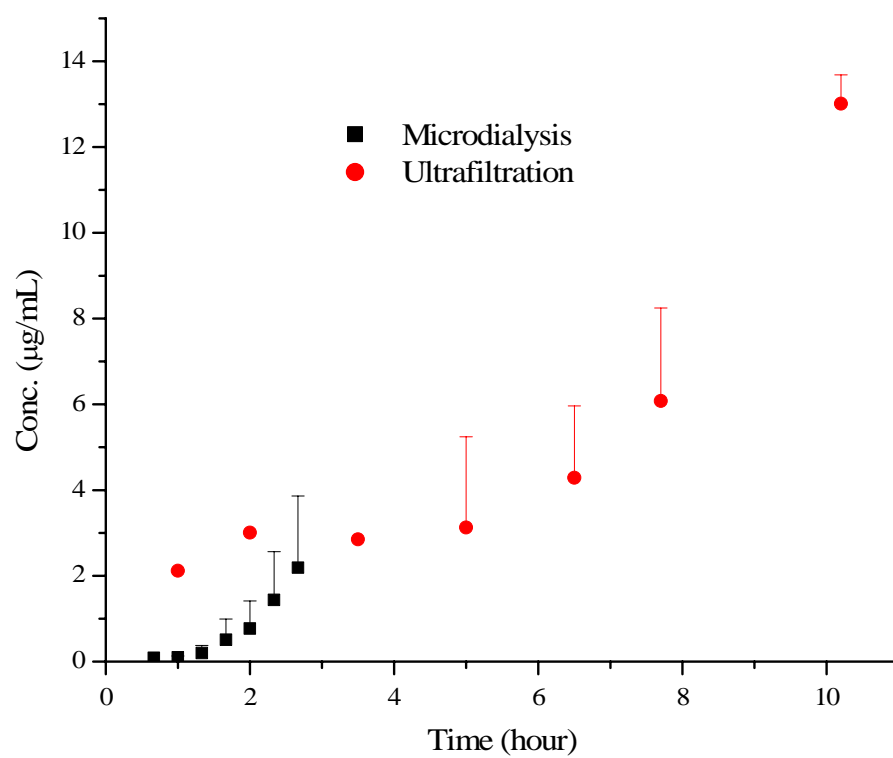 14
12
10
8
6
4
2
0
Conc. (μg/mL)
Microdialysis
Ultrafiltration
0 2 4 6 8 10
Time (hour)